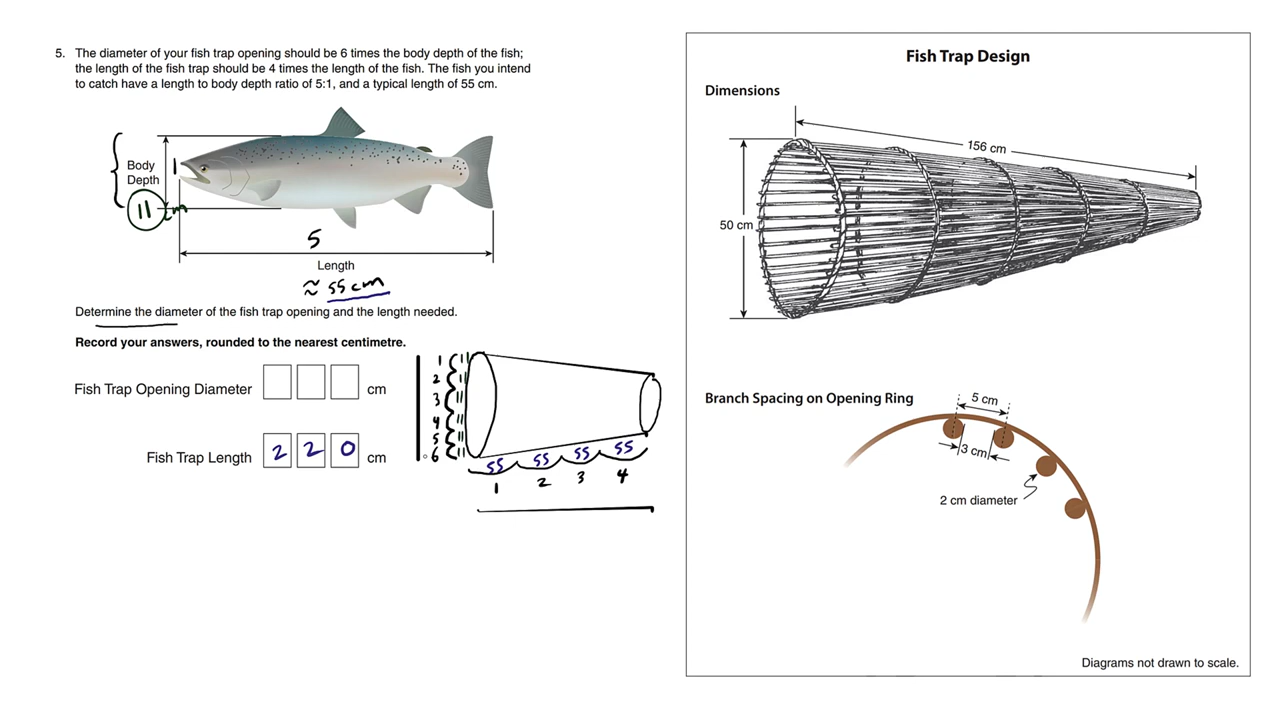 5. The diameter of your fish trap opening should be 6 times the body depth of the fish;
the length of the fish trap should be 4 times the length of the fish. The fish you intend
to catch have a length to body depth ratio of 5:1, and a typical length of 55 cm.
Body
Depth
1
11 cm
5
Length
≈ 55 cm
Determine the diameter of the fish trap opening and the length needed.
Record your answers, rounded to the nearest centimetre.
Fish Trap Opening Diameter cm
Fish Trap Length 2 2 0 cm
1 11
2 11
3 11
4 11
5 11
6 11
55 55 55 55
1 2 3 4
Fish Trap Design
Dimensions
156 cm
50 cm
Branch Spacing on Opening Ring
5 cm
3 cm
2 cm diameter
Diagrams not drawn to scale.